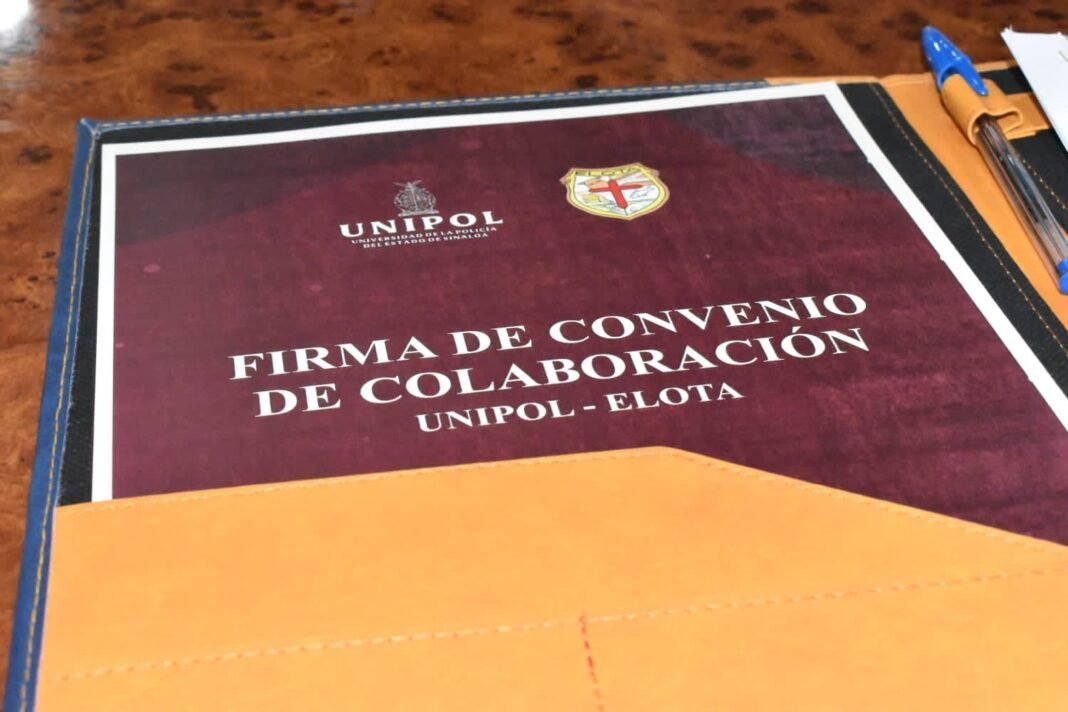 UNIPOL
UNIVERSIDAD DE LA POLICÍA
DEL ESTADO DE SINALOA
ELOTA
FIRMA DE CONVENIO
DE COLABORACIÓN
UNIPOL - ELOTA